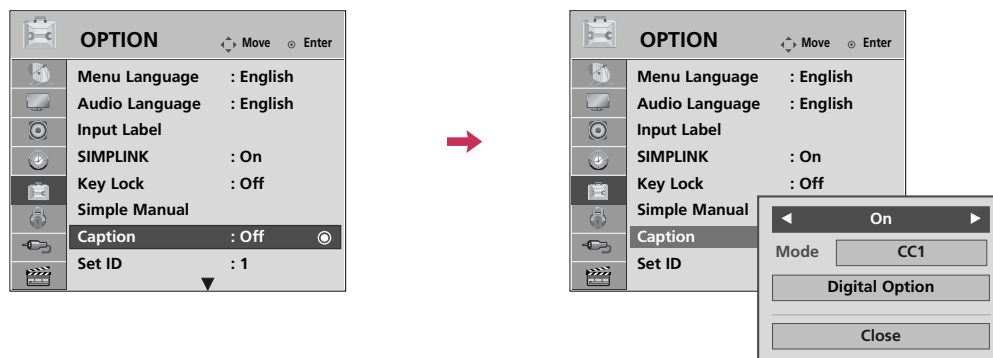 OPTION Move Enter
Menu Language : English
Audio Language : English
Input Label
SIMPLINK : On
Key Lock : Off
Simple Manual
Caption : Off
Set ID : 1
OPTION Move Enter
Menu Language : English
Audio Language : English
Input Label
SIMPLINK : On
Key Lock : Off
Simple Manual
Caption
Set ID
On
Mode CC1
Digital Option
Close